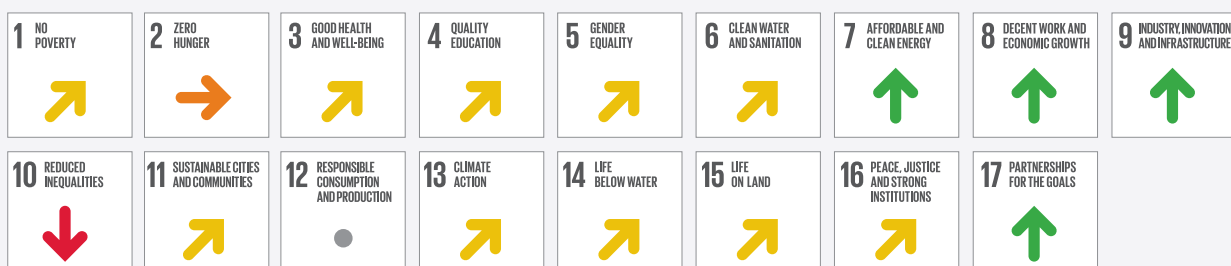 1 NO
POVERTY
2 ZERO
HUNGER
3 GOOD HEALTH
AND WELL-BEING
4 QUALITY
EDUCATION
5 GENDER
EQUALITY
6 CLEAN WATER
AND SANITATION
7 AFFORDABLE AND
CLEAN ENERGY
8 DECENT WORK AND
ECONOMIC GROWTH
9 INDUSTRY, INNOVATION
AND INFRASTRUCTURE
10 REDUCED
INEQUALITIES
11 SUSTAINABLE CITIES
AND COMMUNITIES
12 RESPONSIBLE
CONSUMPTION
AND PRODUCTION
13 CLIMATE
ACTION
14 LIFE
BELOW WATER
15 LIFE
ON LAND
16 PEACE, JUSTICE
AND STRONG
INSTITUTIONS
17 PARTNERSHIPS
FOR THE GOALS